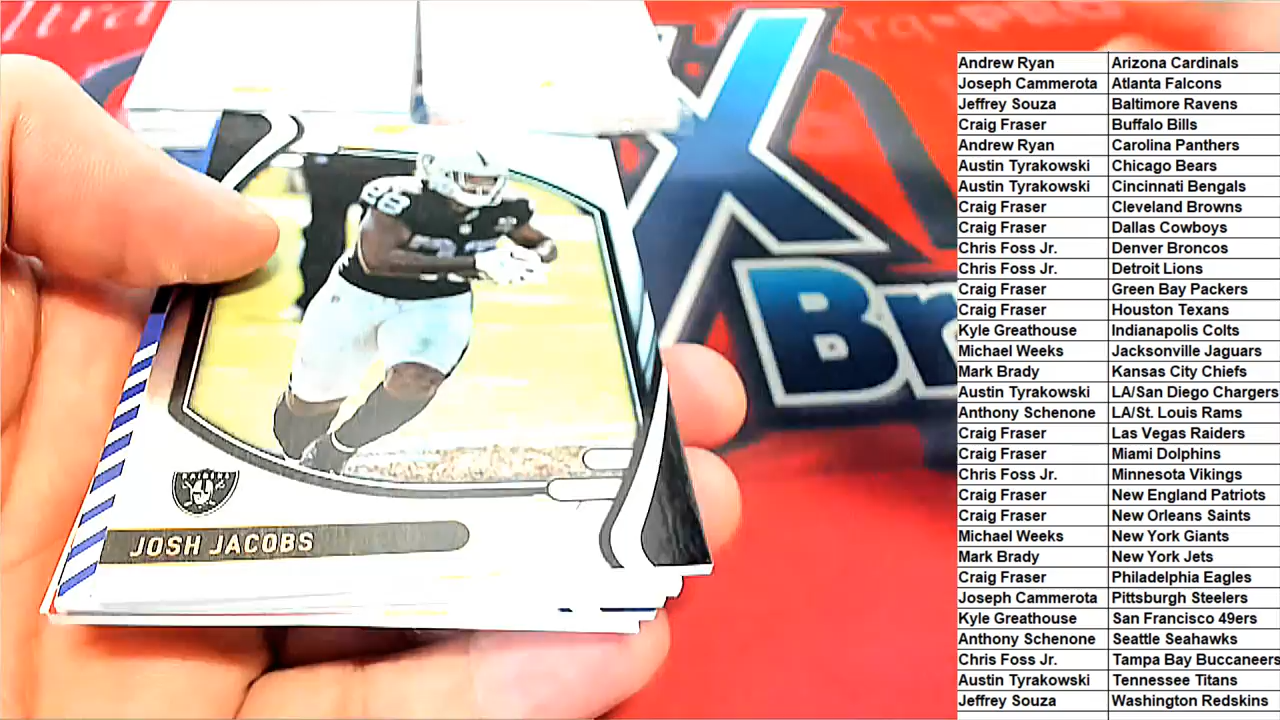 ultra•PRO
X
Br
28
JOSH JACOBS
Andrew Ryan Arizona Cardinals
Joseph Cammerota Atlanta Falcons
Jeffrey Souza Baltimore Ravens
Craig Fraser Buffalo Bills
Andrew Ryan Carolina Panthers
Austin Tyrakowski Chicago Bears
Austin Tyrakowski Cincinnati Bengals
Craig Fraser Cleveland Browns
Craig Fraser Dallas Cowboys
Chris Foss Jr. Denver Broncos
Chris Foss Jr. Detroit Lions
Craig Fraser Green Bay Packers
Craig Fraser Houston Texans
Kyle Greathouse Indianapolis Colts
Michael Weeks Jacksonville Jaguars
Mark Brady Kansas City Chiefs
Austin Tyrakowski LA/San Diego Chargers
Anthony Schenone LA/St. Louis Rams
Craig Fraser Las Vegas Raiders
Craig Fraser Miami Dolphins
Chris Foss Jr. Minnesota Vikings
Craig Fraser New England Patriots
Craig Fraser New Orleans Saints
Michael Weeks New York Giants
Mark Brady New York Jets
Craig Fraser Philadelphia Eagles
Joseph Cammerota Pittsburgh Steelers
Kyle Greathouse San Francisco 49ers
Anthony Schenone Seattle Seahawks
Chris Foss Jr. Tampa Bay Buccaneers
Austin Tyrakowski Tennessee Titans
Jeffrey Souza Washington Redskins